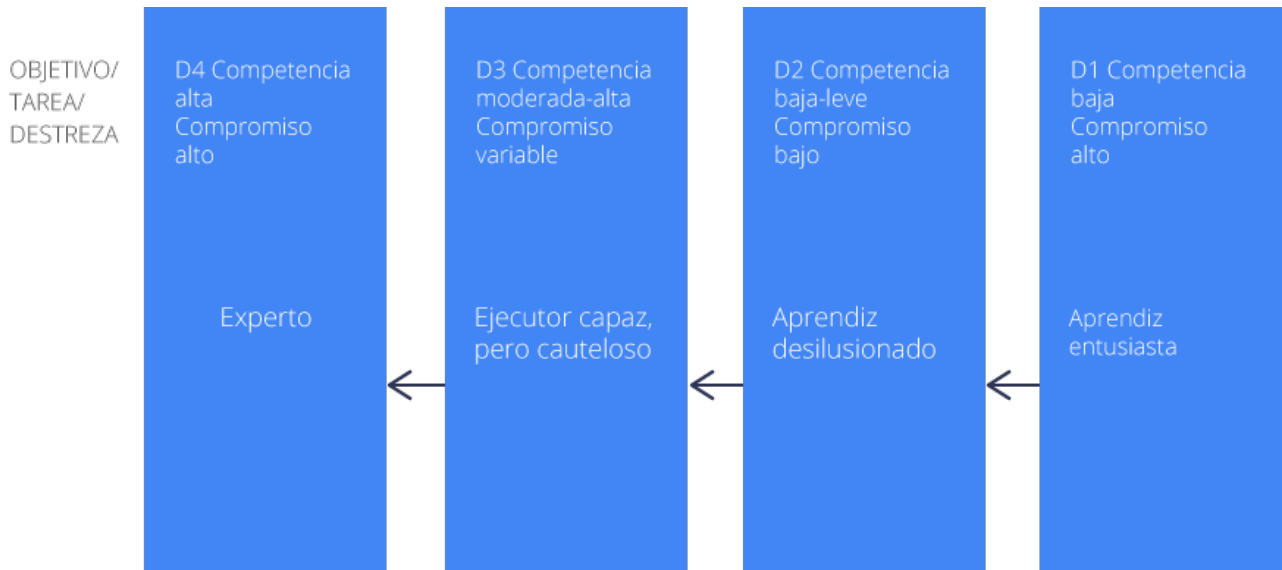 OBJETIVO/
TAREA/
DESTREZA
D4 Competencia
alta
Compromiso
alto
Experto
D3 Competencia
moderada-alta
Compromiso
variable
Ejecutor capaz,
pero cauteloso
D2 Competencia
baja-leve
Compromiso
bajo
Aprendiz
desilusionado
D1 Competencia
baja
Compromiso
alto
Aprendiz
entusiasta